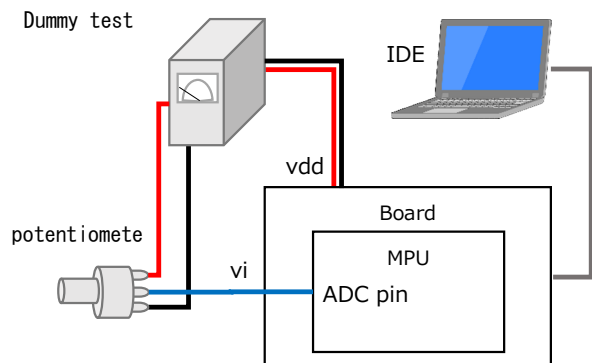 Dummy test
IDE
vdd
Board
potentiomete
MPU
vi
ADC pin